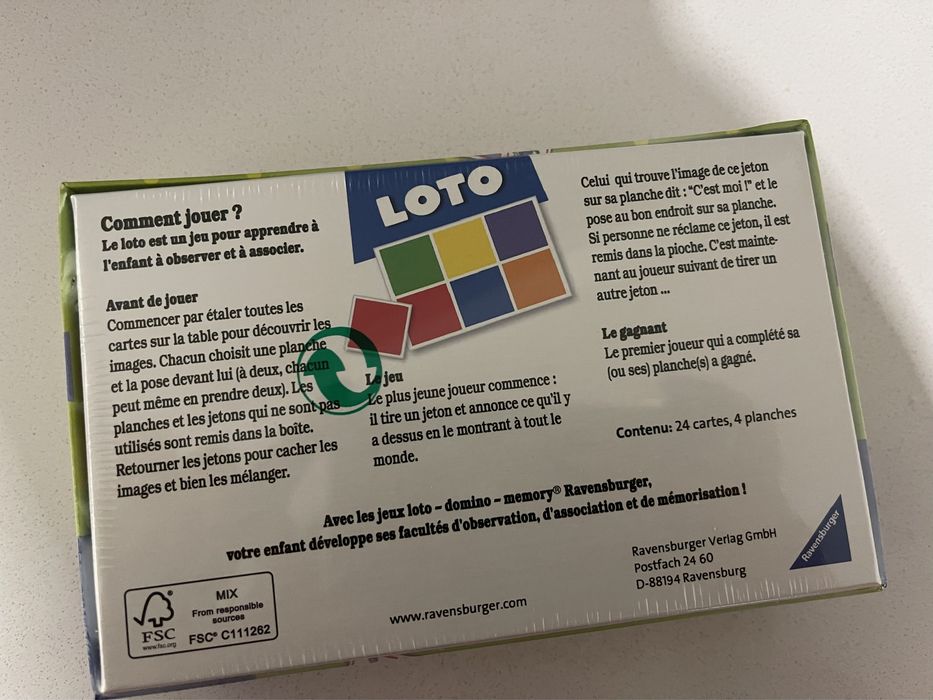 Comment jouer ?
Le loto est un jeu pour apprendre à
l'enfant à observer et à associer.
Avant de jouer
Commencer par étaler toutes les
cartes sur la table pour découvrir les
images. Chacun choisit une planche
et la pose devant lui (à deux, chacun
peut même en prendre deux). Les
planches et les jetons qui ne sont pas
utilisés sont remis dans la boîte.
Retourner les jetons pour cacher les
images et bien les mélanger.
LOTO
Le jeu
Le plus jeune joueur commence :
il tire un jeton et annonce ce qu'il y
a dessus en le montrant à tout le
monde.
Celui qui trouve l'image de ce jeton
sur sa planche dit : "C'est moi !" et le
pose au bon endroit sur sa planche.
Si personne ne réclame ce jeton, il est
remis dans la pioche. C'est mainte-
nant au joueur suivant de tirer un
autre jeton ...
Le gagnant
Le premier joueur qui a complété sa
(ou ses) planche(s) a gagné.
Contenu: 24 cartes, 4 planches
Avec les jeux loto – domino – memory® Ravensburger,
votre enfant développe ses facultés d'observation, d'association et de mémorisation !
FSC
www.fsc.org
MIX
From responsible
sources
FSC® C111262
www.ravensburger.com
Ravensburger Verlag GmbH
Postfach 24 60
D-88194 Ravensburg
Ravensburger